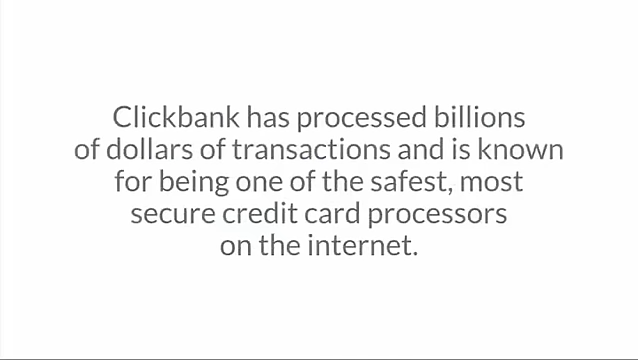 Clickbank has processed billions
of dollars of transactions and is known
for being one of the safest, most
secure credit card processors
on the internet.